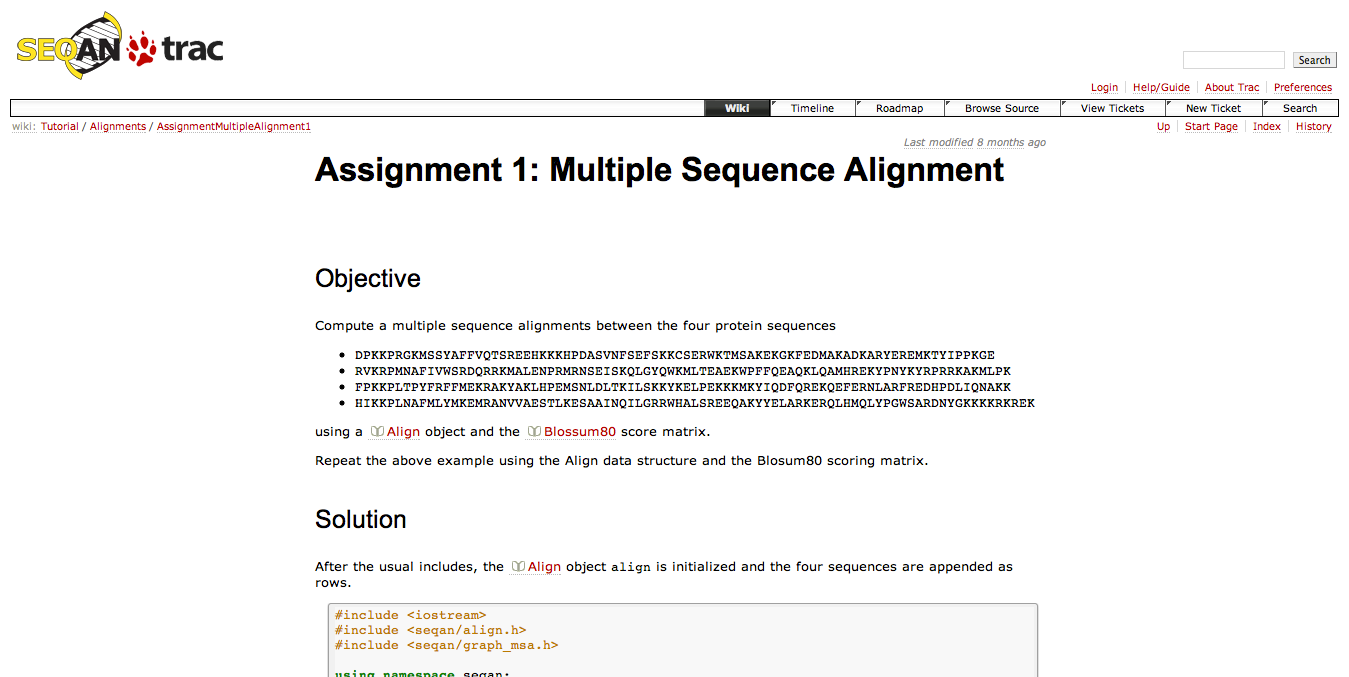 SEQAN trac
Search
Login Help/Guide About Trac Preferences
Wiki Timeline Roadmap Browse Source View Tickets New Ticket Search
wiki: Tutorial / Alignments / AssignmentMultipleAlignment1
Up Start Page Index History
Last modified 8 months ago
Assignment 1: Multiple Sequence Alignment
Objective
Compute a multiple sequence alignments between the four protein sequences
• DPKKPRGKMSSYAFFVQTSREEHKKKHPDASVNFSEFSKKCSERWKTMSAKEKGKFEDMAKADKARYEREMKTYIPPKGE
• RVKRPMNAFIVWSRDQRRKMALENPRMRNSEISKQLGYQWKMLTEAEKWPFFQEAQKLQAMHREKYPNYKYRPRRKAKMLPK
• FPKKPLTPYFRFFMEKRAKYAKLHPEMSNLDLTKILSKKYKELPEKKKMKYIQDFQREKQEFERNLARFREDHPDLIQNAKK
• HIKKPLNAFMLYMKEMRANVVAESTLKESAAINQILGRRWHALSREEQAKYYELARKERQLHMQLYPGWSARDNYGKKKKRKREK
using a Align object and the Blossum80 score matrix.
Repeat the above example using the Align data structure and the Blosum80 scoring matrix.
Solution
After the usual includes, the Align object align is initialized and the four sequences are appended as
rows.
#include <iostream>
#include <seqan/align.h>
#include <seqan/graph_msa.h>
using namespace seqan;